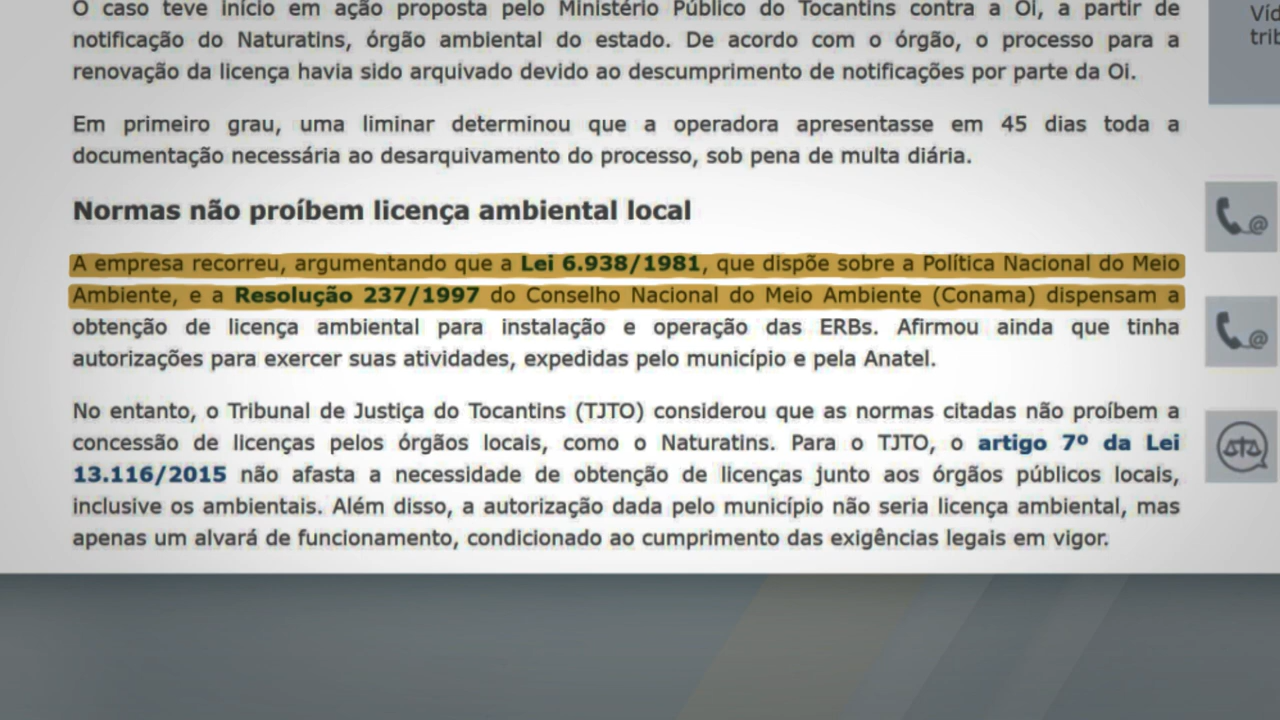 O caso teve início em ação proposta pelo Ministério Público do Tocantins contra a Oi, a partir de
notificação do Naturatins, órgão ambiental do estado. De acordo com o órgão, o processo para a
renovação da licença havia sido arquivado devido ao descumprimento de notificações por parte da Oi.
Em primeiro grau, uma liminar determinou que a operadora apresentasse em 45 dias toda a
documentação necessária ao desarquivamento do processo, sob pena de multa diária.
Normas não proíbem licença ambiental local
A empresa recorreu, argumentando que a Lei 6.938/1981, que dispõe sobre a Política Nacional do Meio
Ambiente, e a Resolução 237/1997 do Conselho Nacional do Meio Ambiente (Conama) dispensam a
obtenção de licença ambiental para instalação e operação das ERBs. Afirmou ainda que tinha
autorizações para exercer suas atividades, expedidas pelo município e pela Anatel.
No entanto, o Tribunal de Justiça do Tocantins (TJTO) considerou que as normas citadas não proíbem a
concessão de licenças pelos órgãos locais, como o Naturatins. Para o TJTO, o artigo 7º da Lei
13.116/2015 não afasta a necessidade de obtenção de licenças junto aos órgãos públicos locais,
inclusive os ambientais. Além disso, a autorização dada pelo município não seria licença ambiental, mas
apenas um alvará de funcionamento, condicionado ao cumprimento das exigências legais em vigor.